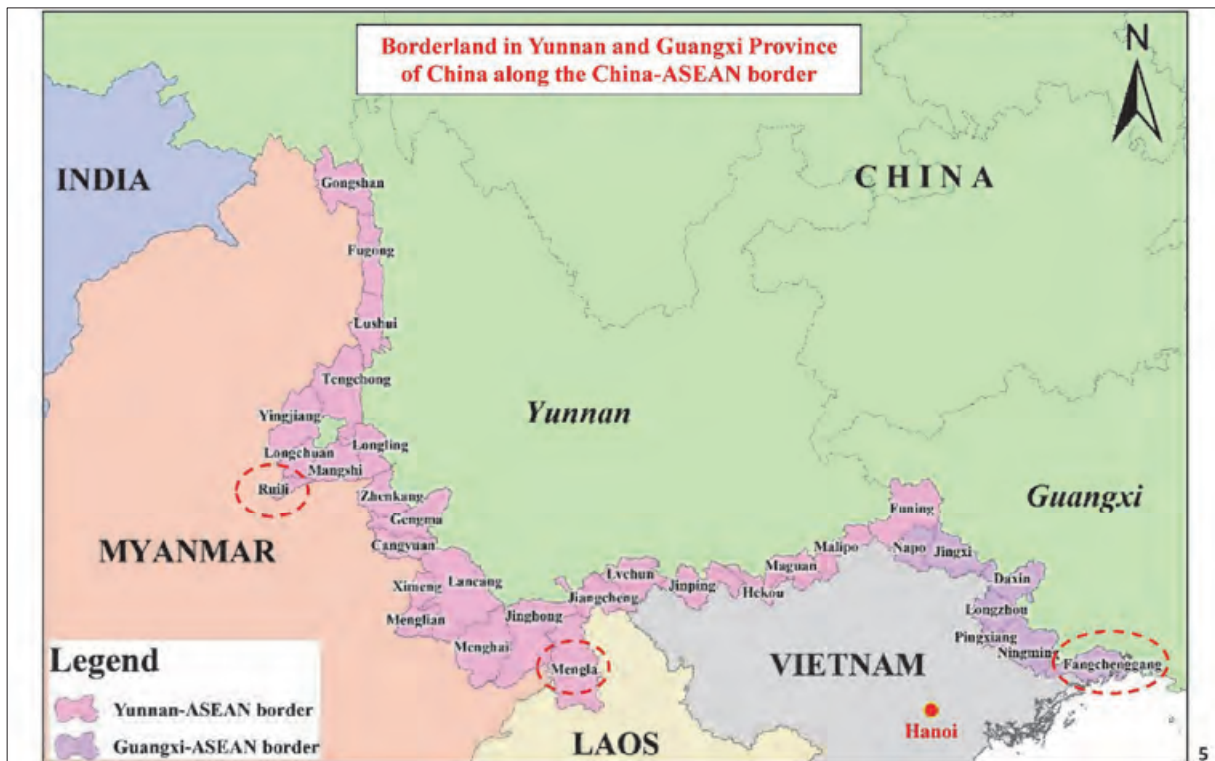 Borderland in Yunnan and Guangxi Province
of China along the China-ASEAN border
N
INDIA
CHINA
Gongshan
Fugong
Lushui
Tengchong
Yunnan
Yingjiang
Longchuan
Longling
Mangshi
Ruili
Zhenkang
Gengma
Cangyuan
Guangxi
Funing
Napo
Jingxi
MYANMAR
Malipo
Maguan
Hekou
Jinping
Lvchun
Jiangcheng
Daxin
Longzhou
Pingxiang
Ningming
Fangchenggang
Ximeng
Lancang
Menglian
Jinghong
Menghai
Mengla
VIETNAM
Hanoi
LAOS
Legend
Yunnan-ASEAN border
Guangxi-ASEAN border
5